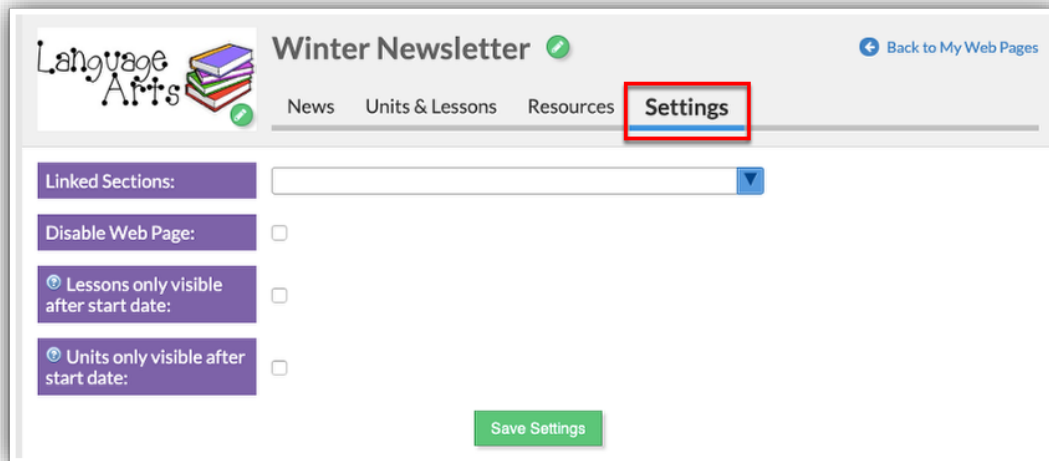 Language
Arts
Winter Newsletter
Back to My Web Pages
News Units & Lessons Resources Settings
Linked Sections:
Disable Web Page:
Lessons only visible
after start date:
Units only visible after
start date:
Save Settings